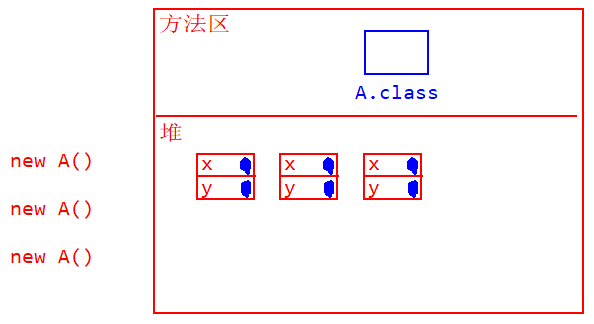 方法区
A.class
堆
new A()
x x x
y y y
new A()
new A()